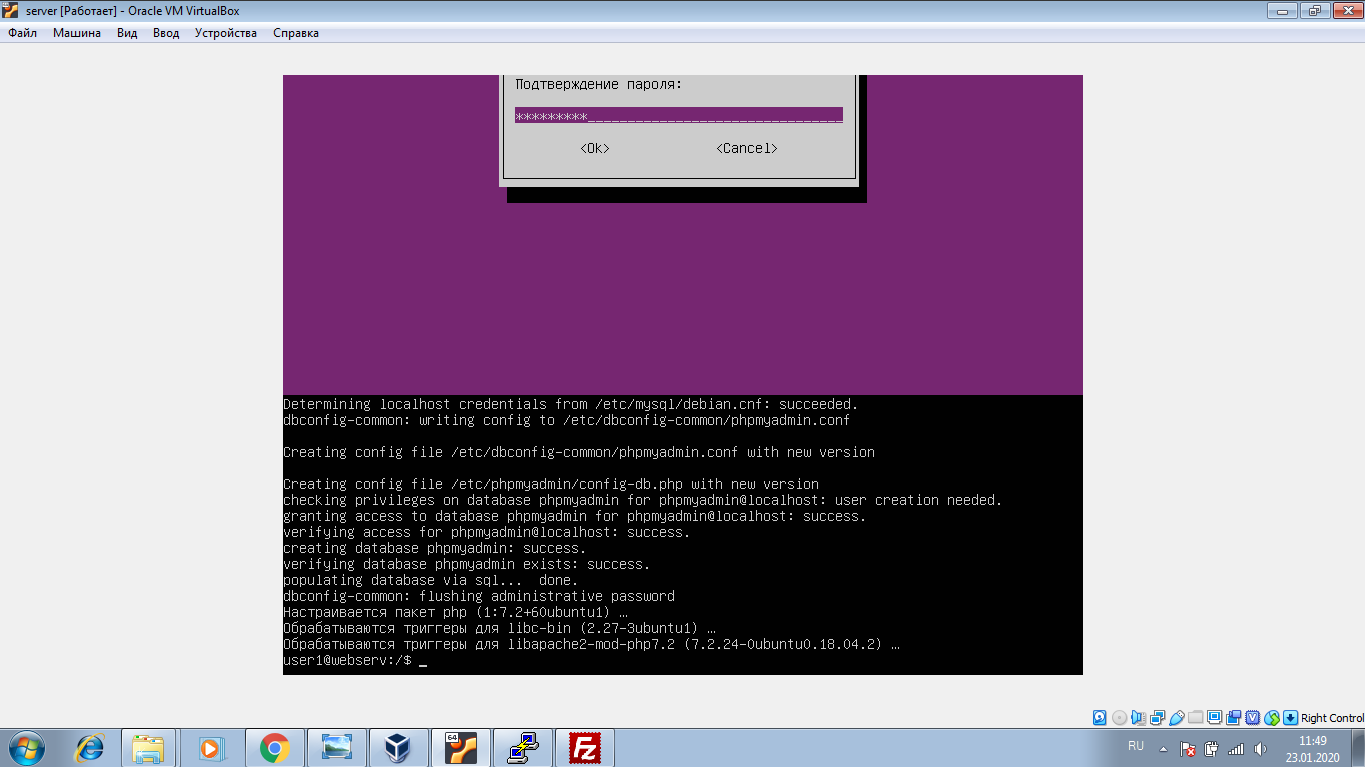 server [Работает] - Oracle VM VirtualBox
Файл Машина Вид Ввод Устройства Справка
Подтверждение пароля:
*********_______________________________
<Ok> <Cancel>
Determining localhost credentials from /etc/mysql/debian.cnf: succeeded.
dbconfig-common: writing config to /etc/dbconfig-common/phpmyadmin.conf
Creating config file /etc/dbconfig-common/phpmyadmin.conf with new version
Creating config file /etc/phpmyadmin/config-db.php with new version
checking privileges on database phpmyadmin for phpmyadmin@localhost: user creation needed.
granting access to database phpmyadmin for phpmyadmin@localhost: success.
verifying access for phpmyadmin@localhost: success.
creating database phpmyadmin: success.
verifying database phpmyadmin exists: success.
populating database via sql...  done.
dbconfig-common: flushing administrative password
Настраивается пакет php (1:7.2+60ubuntu1) …
Обрабатываются триггеры для libc-bin (2.27-3ubuntu1) …
Обрабатываются триггеры для libapache2-mod-php7.2 (7.2.24-0ubuntu0.18.04.2) …
user1@webserv:/$ _
Right Control
64
Fz
RU
11:49
23.01.2020